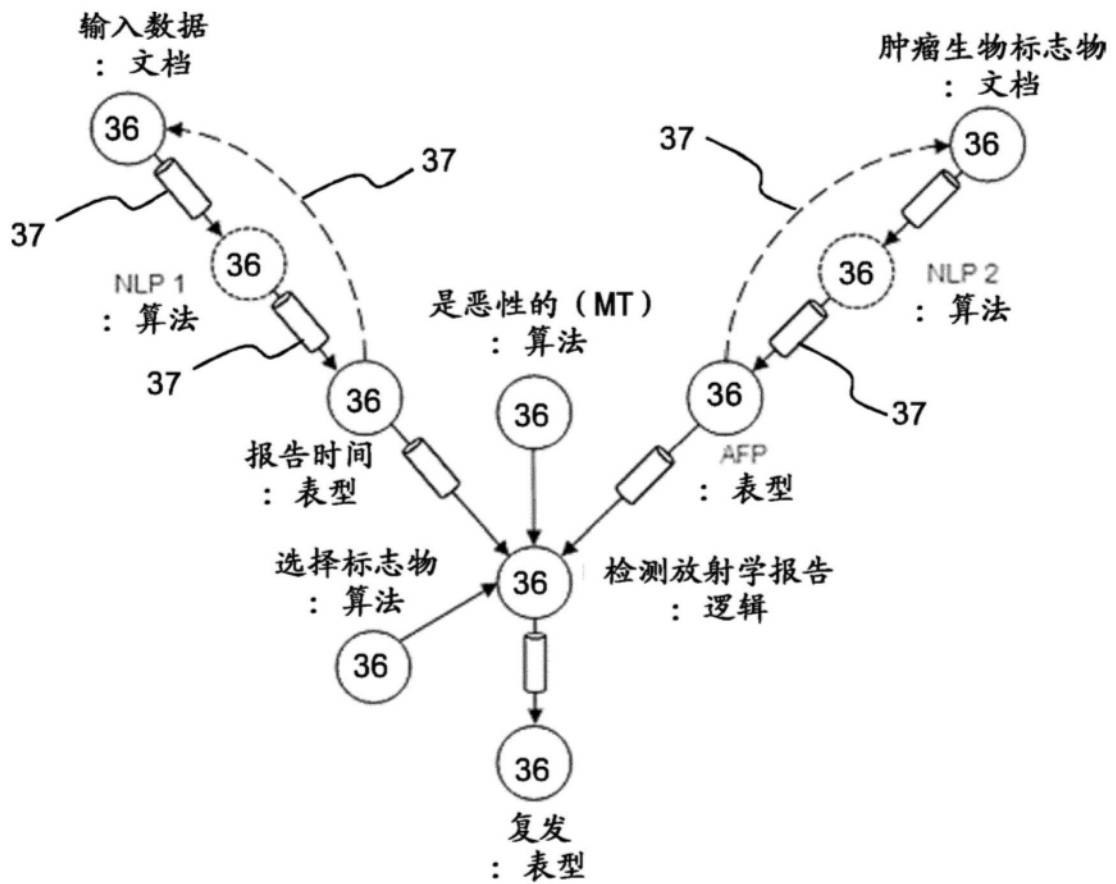 输入数据
：文档
肿瘤生物标志物
：文档
36
36
37
37
37
36
36
NLP 1
：算法
NLP 2
：算法
是恶性的（MT）
：算法
37
37
36
36
36
报告时间
：表型
AFP
：表型
选择标志物
：算法
36
检测放射学报告
：逻辑
36
36
复发
：表型